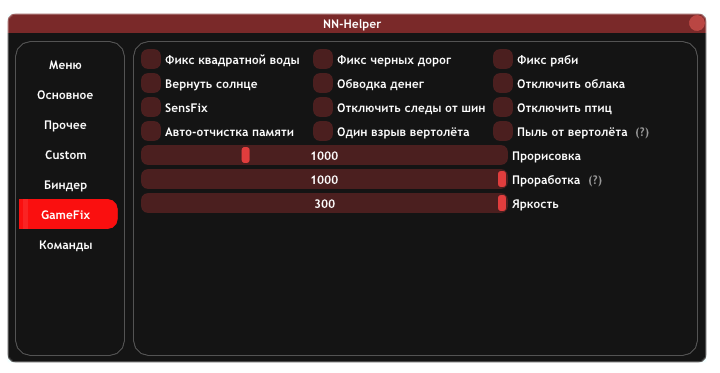 NN-Helper
Меню
Основное
Прочее
Custom
Биндер
GameFix
Команды
Фикс квадратной воды Фикс черных дорог Фикс ряби
Вернуть солнце Обводка денег Отключить облака
SensFix Отключить следы от шин Отключить птиц
Авто-отчистка памяти Один взрыв вертолёта Пыль от вертолёта (?)
1000 Прорисовка
1000 Проработка (?)
300 Яркость